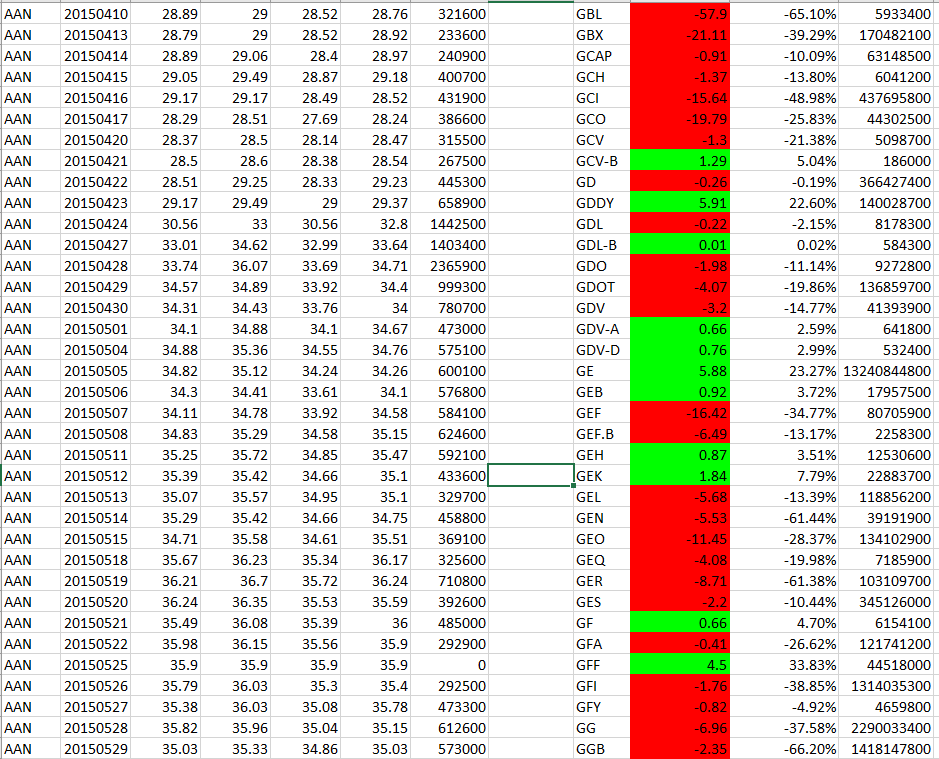 AAN 20150410 28.89 29 28.52 28.76 321600 GBL -57.9 -65.10% 5933400
AAN 20150413 28.79 29 28.52 28.92 233600 GBX -21.11 -39.29% 170482100
AAN 20150414 28.89 29.06 28.4 28.97 240900 GCAP -0.91 -10.09% 63148500
AAN 20150415 29.05 29.49 28.87 29.18 400700 GCH -1.37 -13.80% 6041200
AAN 20150416 29.17 29.17 28.49 28.52 431900 GCI -15.64 -48.98% 437695800
AAN 20150417 28.29 28.51 27.69 28.24 386600 GCO -19.79 -25.83% 44302500
AAN 20150420 28.37 28.5 28.14 28.47 315500 GCV -1.3 -21.38% 5098700
AAN 20150421 28.5 28.6 28.38 28.54 267500 GCV-B 1.29 5.04% 186000
AAN 20150422 28.51 29.25 28.33 29.23 445300 GD -0.26 -0.19% 366427400
AAN 20150423 29.17 29.49 29 29.37 658900 GDDY 5.91 22.60% 140028700
AAN 20150424 30.56 33 30.56 32.8 1442500 GDL -0.22 -2.15% 8178300
AAN 20150427 33.01 34.62 32.99 33.64 1403400 GDL-B 0.01 0.02% 584300
AAN 20150428 33.74 36.07 33.69 34.71 2365900 GDO -1.98 -11.14% 9272800
AAN 20150429 34.57 34.89 33.92 34.4 999300 GDOT -4.07 -19.86% 136859700
AAN 20150430 34.31 34.43 33.76 34 780700 GDV -3.2 -14.77% 41393900
AAN 20150501 34.1 34.88 34.1 34.67 473000 GDV-A 0.66 2.59% 641800
AAN 20150504 34.88 35.36 34.55 34.76 575100 GDV-D 0.76 2.99% 532400
AAN 20150505 34.82 35.12 34.24 34.26 600100 GE 5.88 23.27% 13240844800
AAN 20150506 34.3 34.41 33.61 34.1 576800 GEB 0.92 3.72% 17957500
AAN 20150507 34.11 34.78 33.92 34.58 584100 GEF -16.42 -34.77% 80705900
AAN 20150508 34.83 35.29 34.58 35.15 624600 GEF.B -6.49 -13.17% 2258300
AAN 20150511 35.25 35.72 34.85 35.47 592100 GEH 0.87 3.51% 12530600
AAN 20150512 35.39 35.42 34.66 35.1 433600 GEK 1.84 7.79% 22883700
AAN 20150513 35.07 35.57 34.95 35.1 329700 GEL -5.68 -13.39% 118856200
AAN 20150514 35.29 35.42 34.66 34.75 458800 GEN -5.53 -61.44% 39191900
AAN 20150515 34.71 35.58 34.61 35.51 369100 GEO -11.45 -28.37% 134102900
AAN 20150518 35.67 36.23 35.34 36.17 325600 GEQ -4.08 -19.98% 7185900
AAN 20150519 36.21 36.7 35.72 36.24 710800 GER -8.71 -61.38% 103109700
AAN 20150520 36.24 36.35 35.53 35.59 392600 GES -2.2 -10.44% 345126000
AAN 20150521 35.49 36.08 35.39 36 485000 GF 0.66 4.70% 6154100
AAN 20150522 35.98 36.15 35.56 35.9 292900 GFA -0.41 -26.62% 121741200
AAN 20150525 35.9 35.9 35.9 35.9 0 GFF 4.5 33.83% 44518000
AAN 20150526 35.79 36.03 35.3 35.4 292500 GFI -1.76 -38.85% 1314035300
AAN 20150527 35.38 36.03 35.08 35.78 473300 GFY -0.82 -4.92% 4659800
AAN 20150528 35.82 35.96 35.04 35.15 612600 GG -6.96 -37.58% 2290033400
AAN 20150529 35.03 35.33 34.86 35.03 573000 GGB -2.35 -66.20% 1418147800